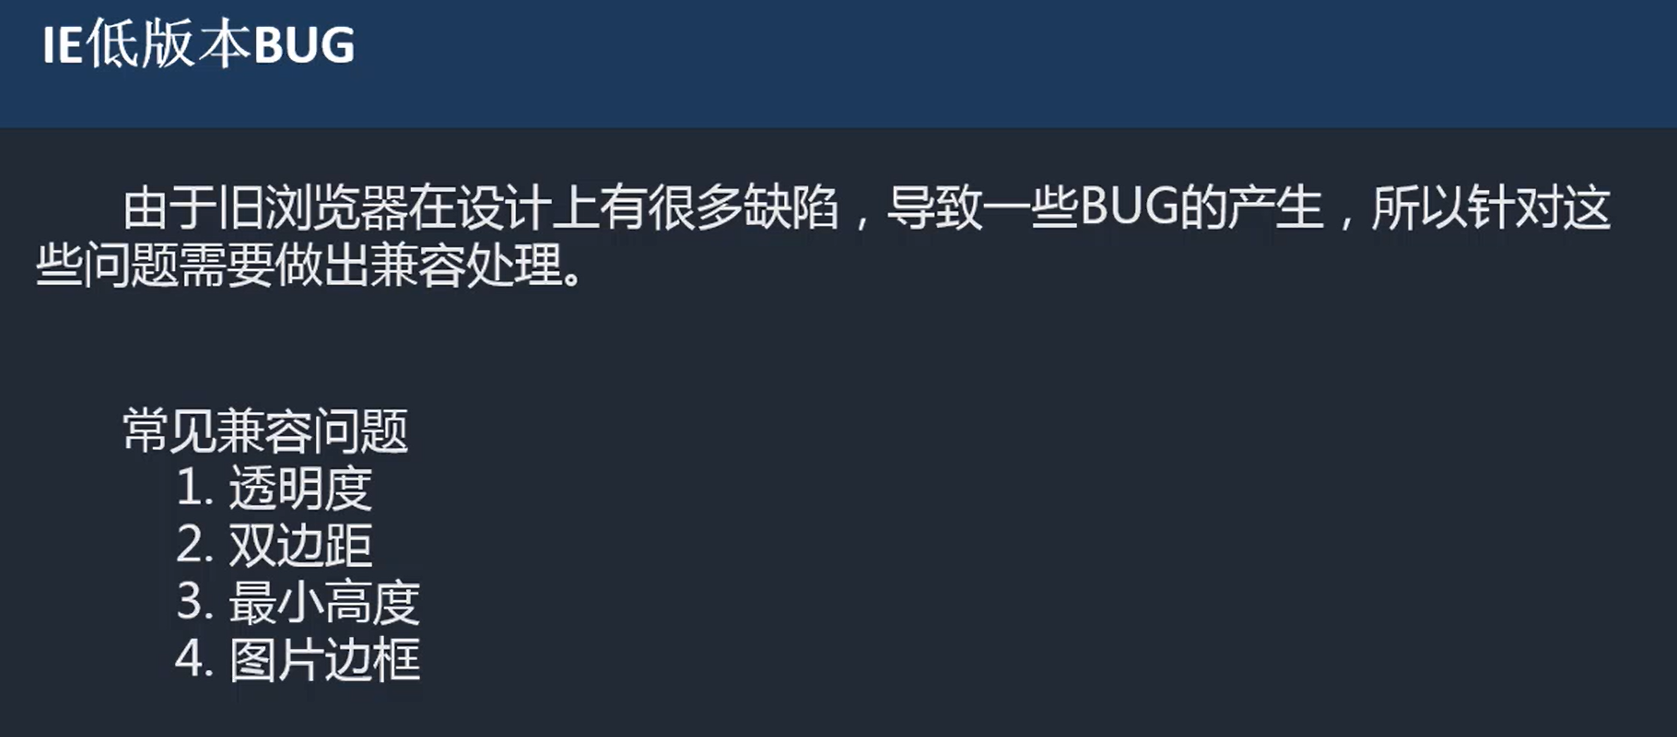 IE低版本BUG
由于旧浏览器在设计上有很多缺陷，导致一些BUG的产生，所以针对这
些问题需要做出兼容处理。
常见兼容问题
1. 透明度
2. 双边距
3. 最小高度
4. 图片边框